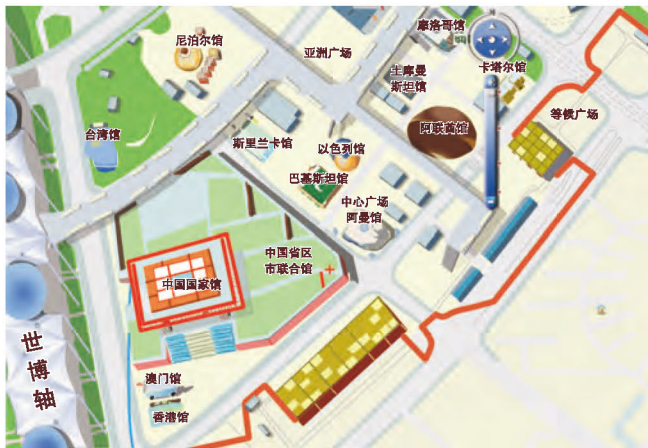 摩洛哥馆
尼泊尔馆
亚洲广场
土库曼
斯坦馆
卡塔尔馆
等候广场
台湾馆
斯里兰卡馆
以色列馆
阿联酋馆
巴基斯坦馆
中心广场
阿曼馆
中国省区
市联合馆
中国国家馆
世博轴
澳门馆
香港馆